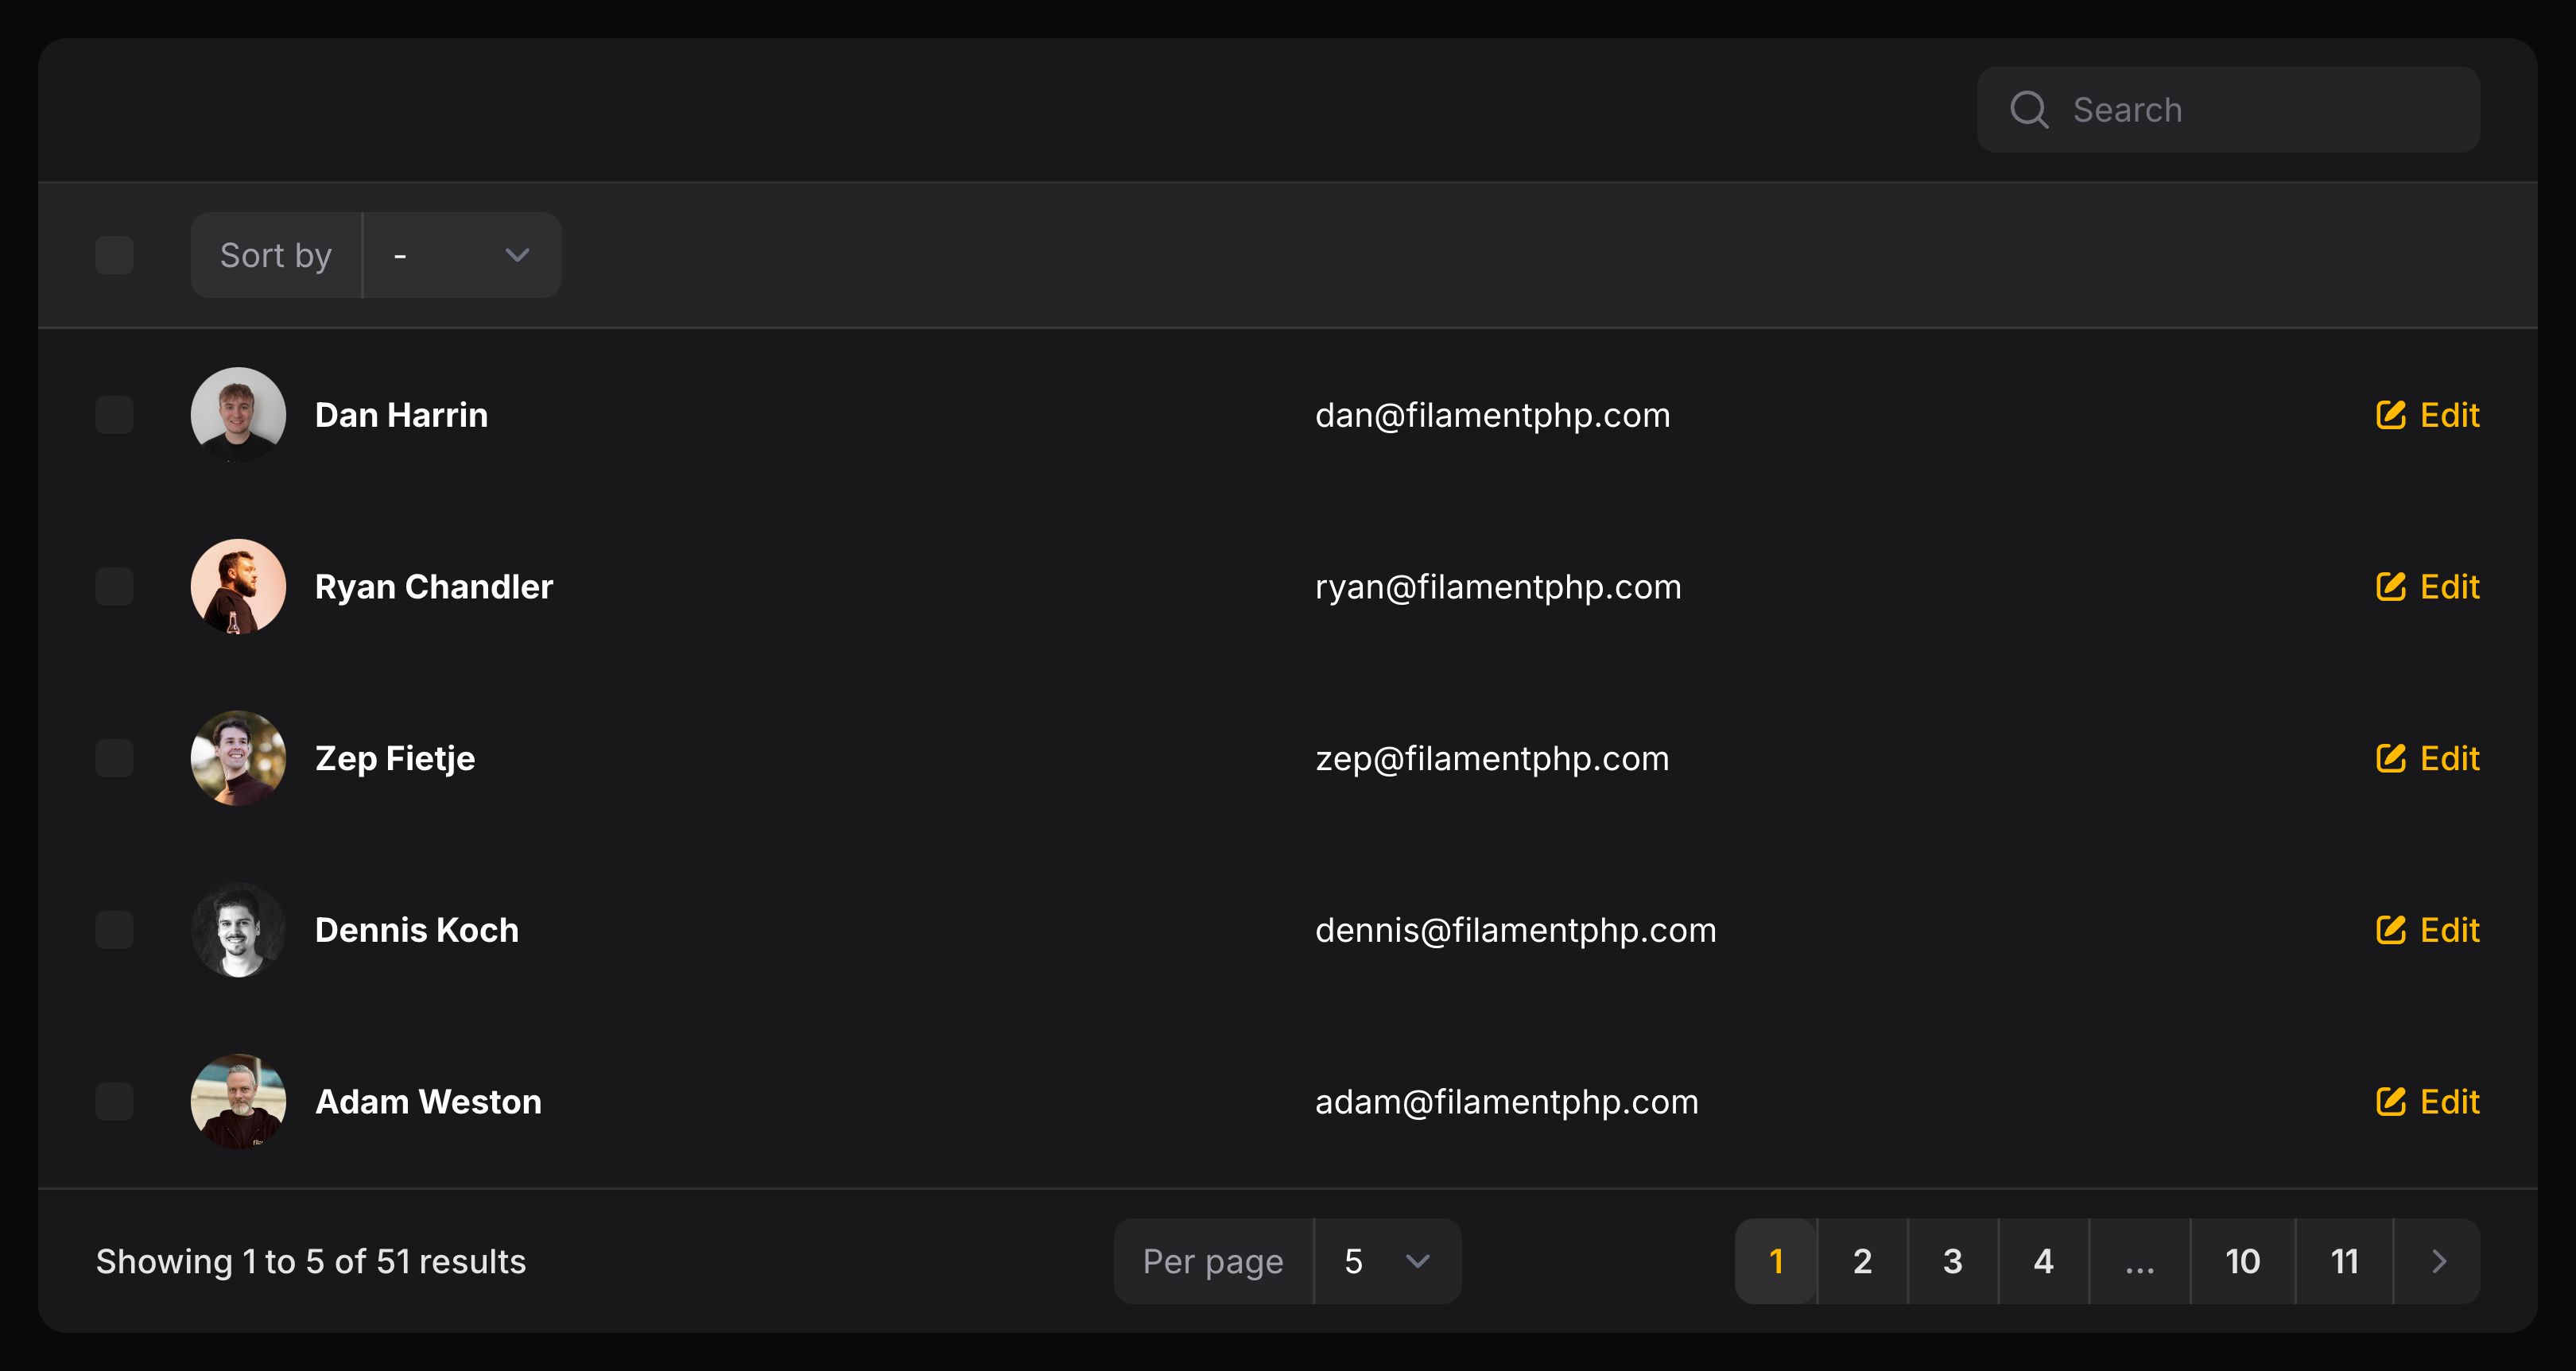 Search
Sort by -
Dan Harrin dan@filamentphp.com Edit
Ryan Chandler ryan@filamentphp.com Edit
Zep Fietje zep@filamentphp.com Edit
Dennis Koch dennis@filamentphp.com Edit
Adam Weston adam@filamentphp.com Edit
Showing 1 to 5 of 51 results Per page 5 1 2 3 4 ... 10 11